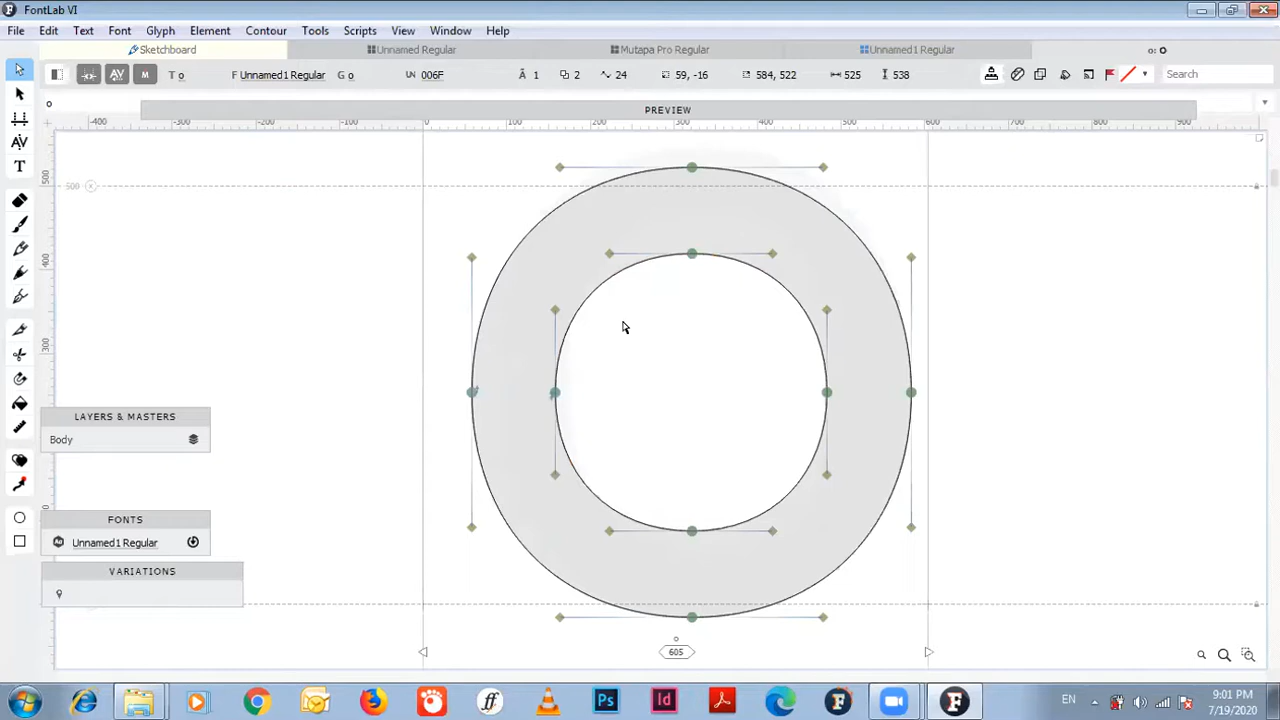 FontLab VI
File Edit Text Font Glyph Element Contour Tools Scripts View Window Help
Sketchboard Unnamed Regular Mutapa Pro Regular Unnamed1 Regular o: O
M T o F Unnamed1 Regular G o UN 006F Ã 1 2 24 59, -16 584, 522 525 538 Search
o
PREVIEW
-400 -300 -200 -100 0 100 200 300 400 500 600 700 800 900
500
500
400
300
0
LAYERS & MASTERS
Body
FONTS
Unnamed1 Regular
VARIATIONS
o
605
EN 9:01 PM
7/19/2020